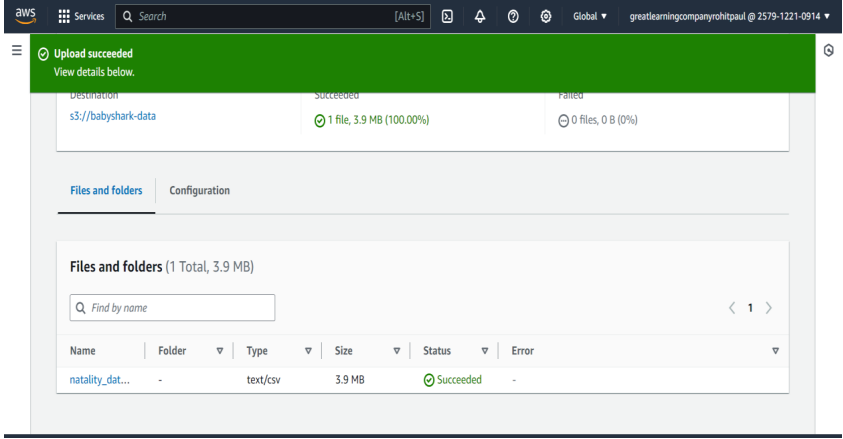 aws Services Search [Alt+S] Global ▼ greatlearningcompanyrohitpaul @ 2579-1221-0914 ▼
Upload succeeded
View details below.
Destination Succeeded Failed
s3://babyshark-data 1 file, 3.9 MB (100.00%) 0 files, 0 B (0%)
Files and folders Configuration
Files and folders (1 Total, 3.9 MB)
Find by name < 1 >
Name Folder Type Size Status Error
natality_dat... - text/csv 3.9 MB Succeeded -